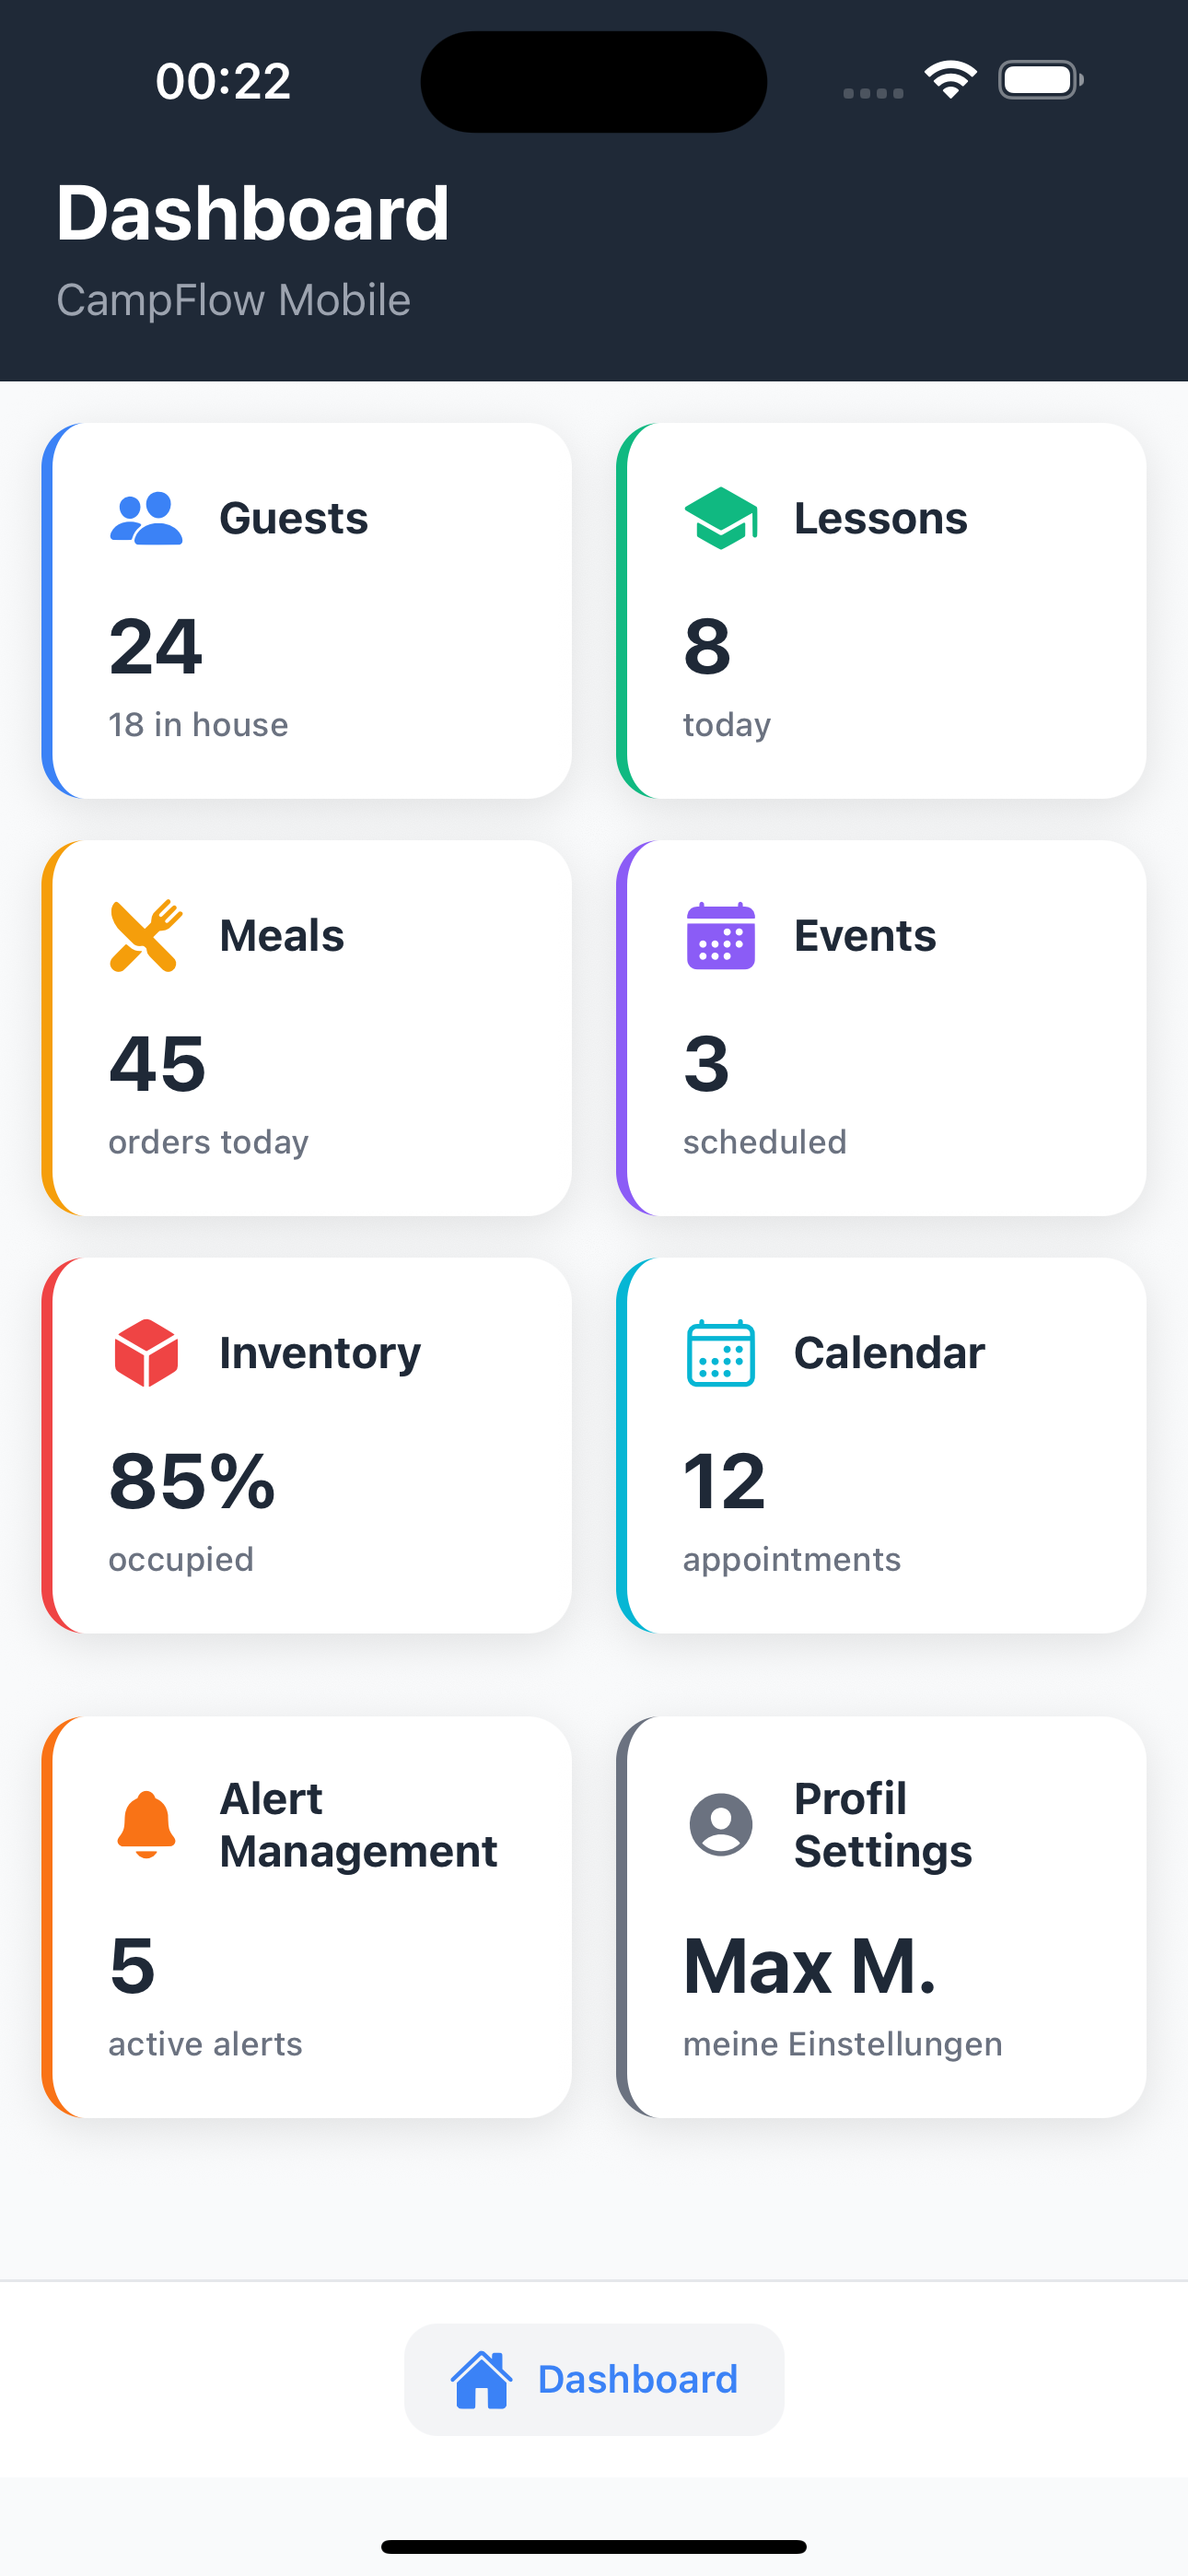 00:22
Dashboard
CampFlow Mobile
Guests
24
18 in house
Lessons
8
today
Meals
45
orders today
Events
3
scheduled
Inventory
85%
occupied
Calendar
12
appointments
Alert
Management
5
active alerts
Profil
Settings
Max M.
meine Einstellungen
Dashboard